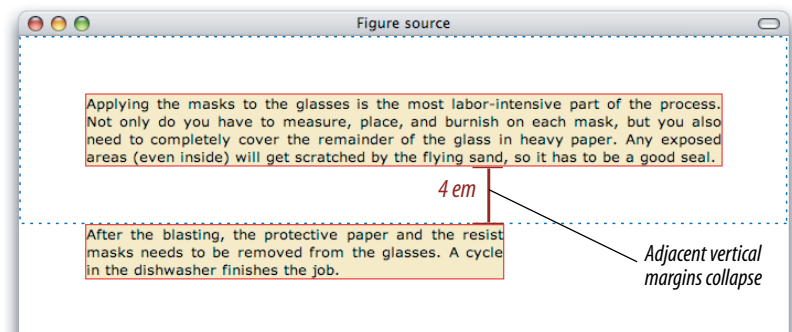 Figure source
Applying the masks to the glasses is the most labor-intensive part of the process.
Not only do you have to measure, place, and burnish on each mask, but you also
need to completely cover the remainder of the glass in heavy paper. Any exposed
areas (even inside) will get scratched by the flying sand, so it has to be a good seal.
4 em
After the blasting, the protective paper and the resist
masks needs to be removed from the glasses. A cycle
in the dishwasher finishes the job.
Adjacent vertical
margins collapse